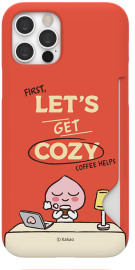 FIRST,
LET'S
GET
COZY
COFFEE HELPS.
© Kakao